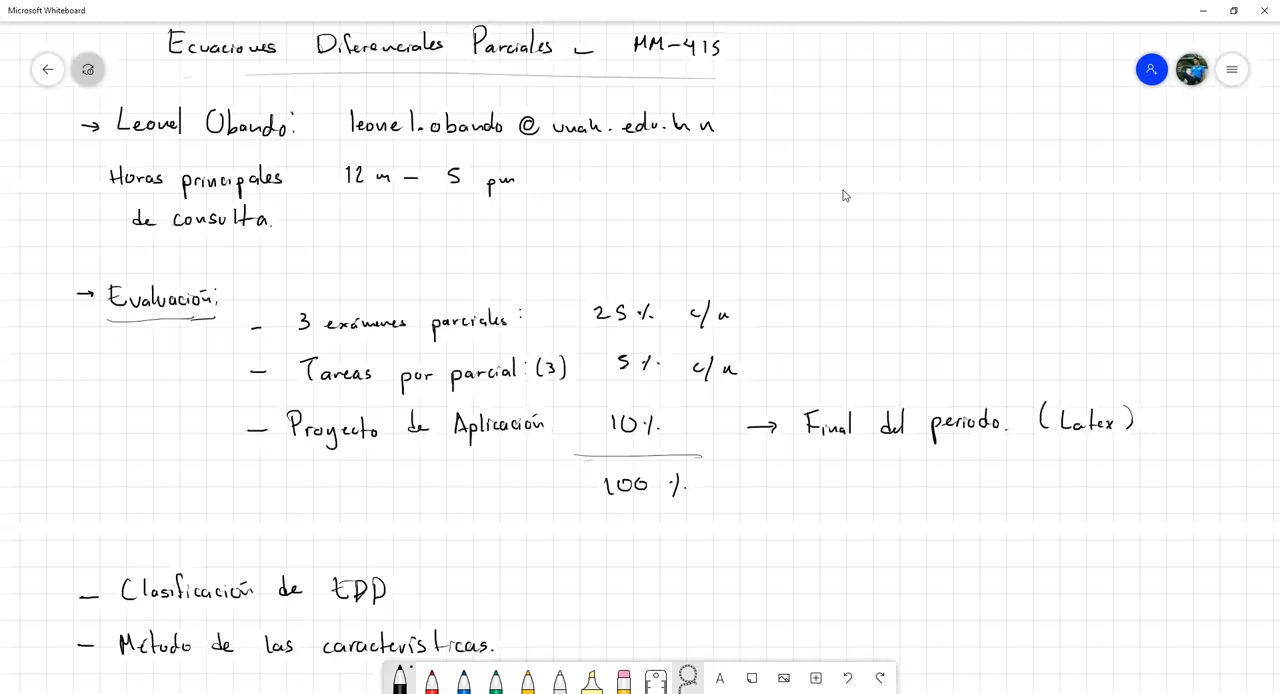 Microsoft Whiteboard
Ecuaciones Diferenciales Parciales - MM-415
→ Leonel Obando: leonel.obando @ unah.edu.hn
Horas principales 12 m - 5 pm
de consulta.
→ Evaluación:
- 3 exámenes parciales: 25 % c/u
- Tareas por parcial: (3) 5 % c/u
- Proyecto de Aplicación 10 % → Final del periodo. (Latex)
100 %
- Clasificación de EDP
- Método de las características.
A